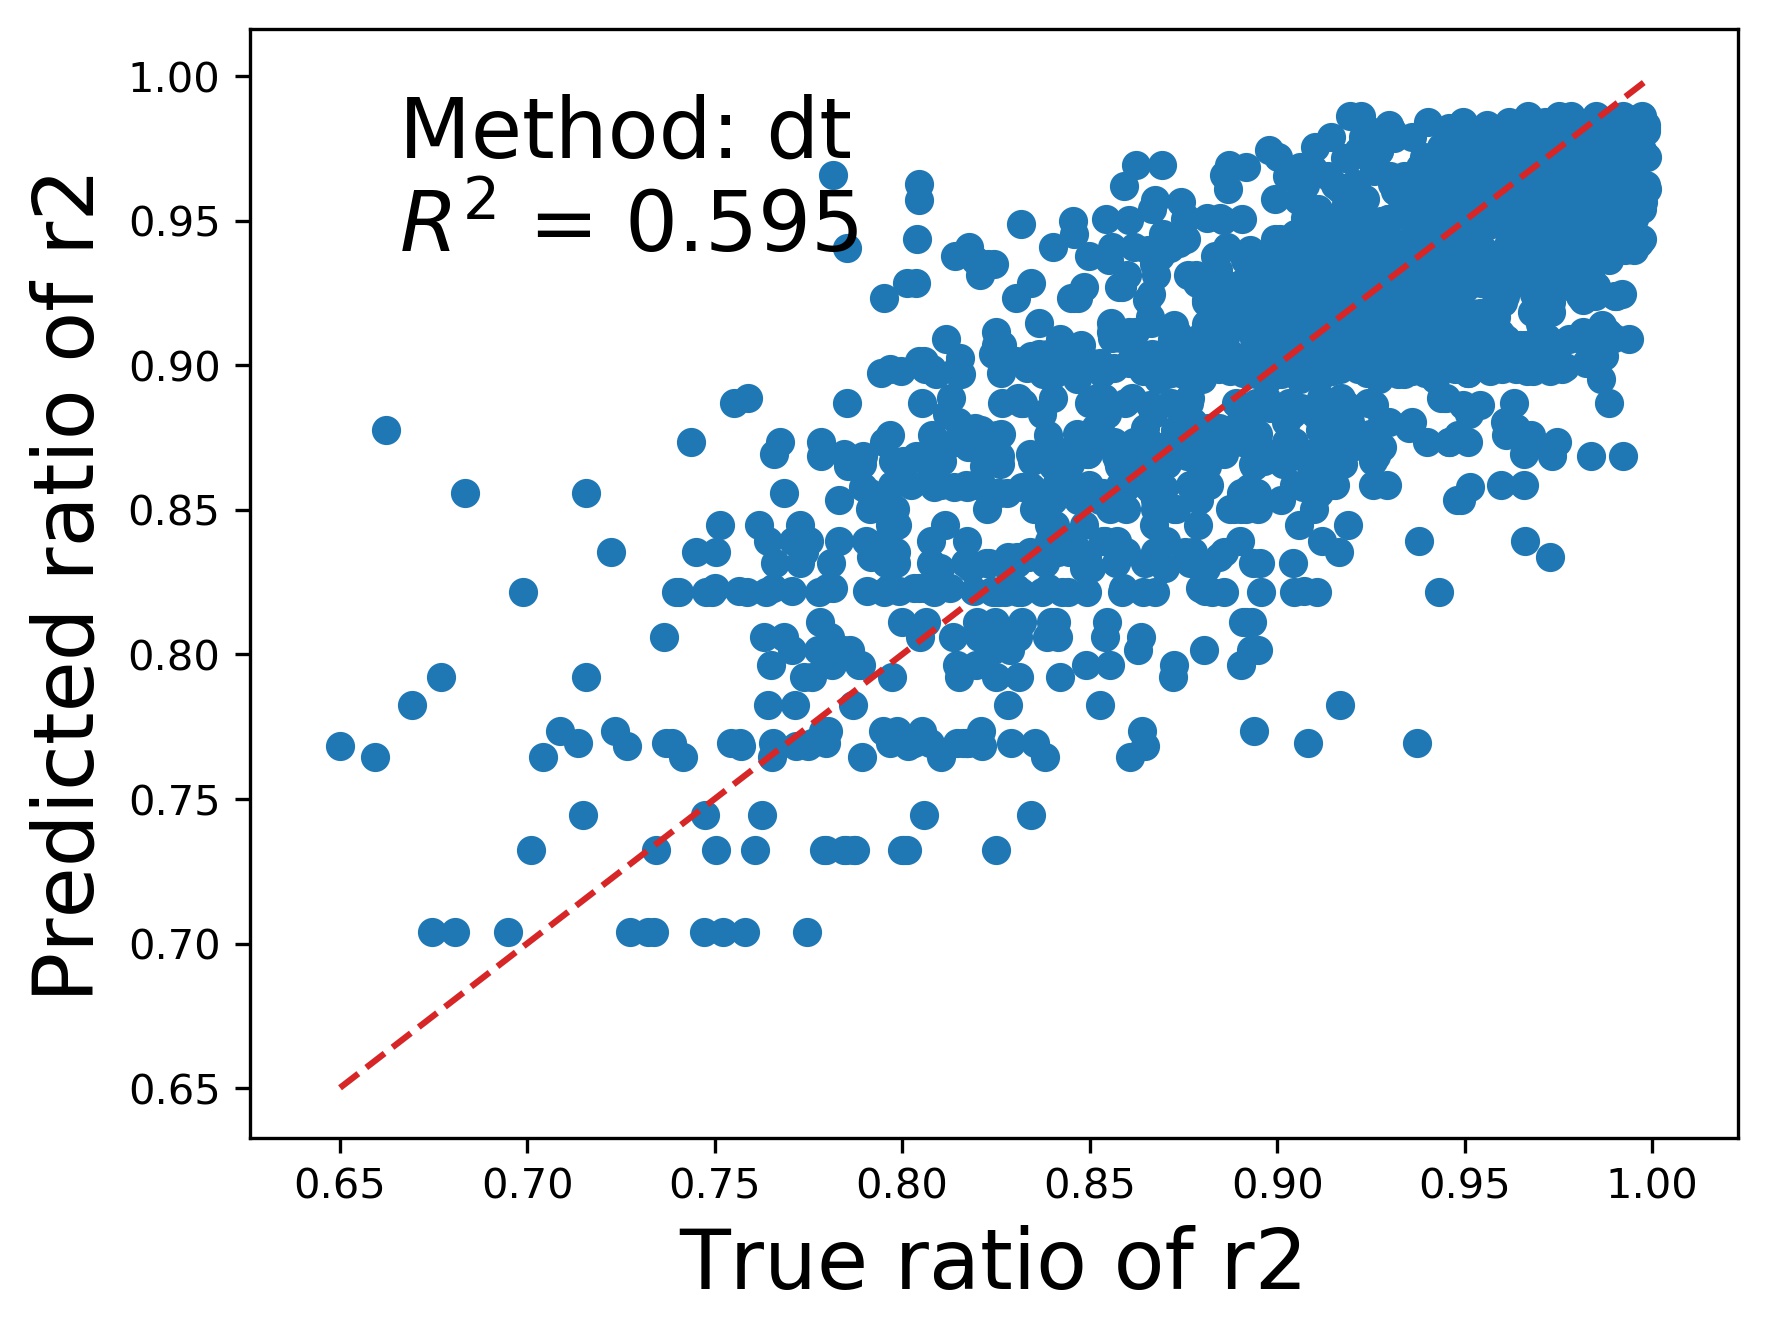 Method: dt
R² = 0.595
1.00
0.95
0.90
0.85
0.80
0.75
0.70
0.65
Predicted ratio of r2
0.65 0.70 0.75 0.80 0.85 0.90 0.95 1.00
True ratio of r2